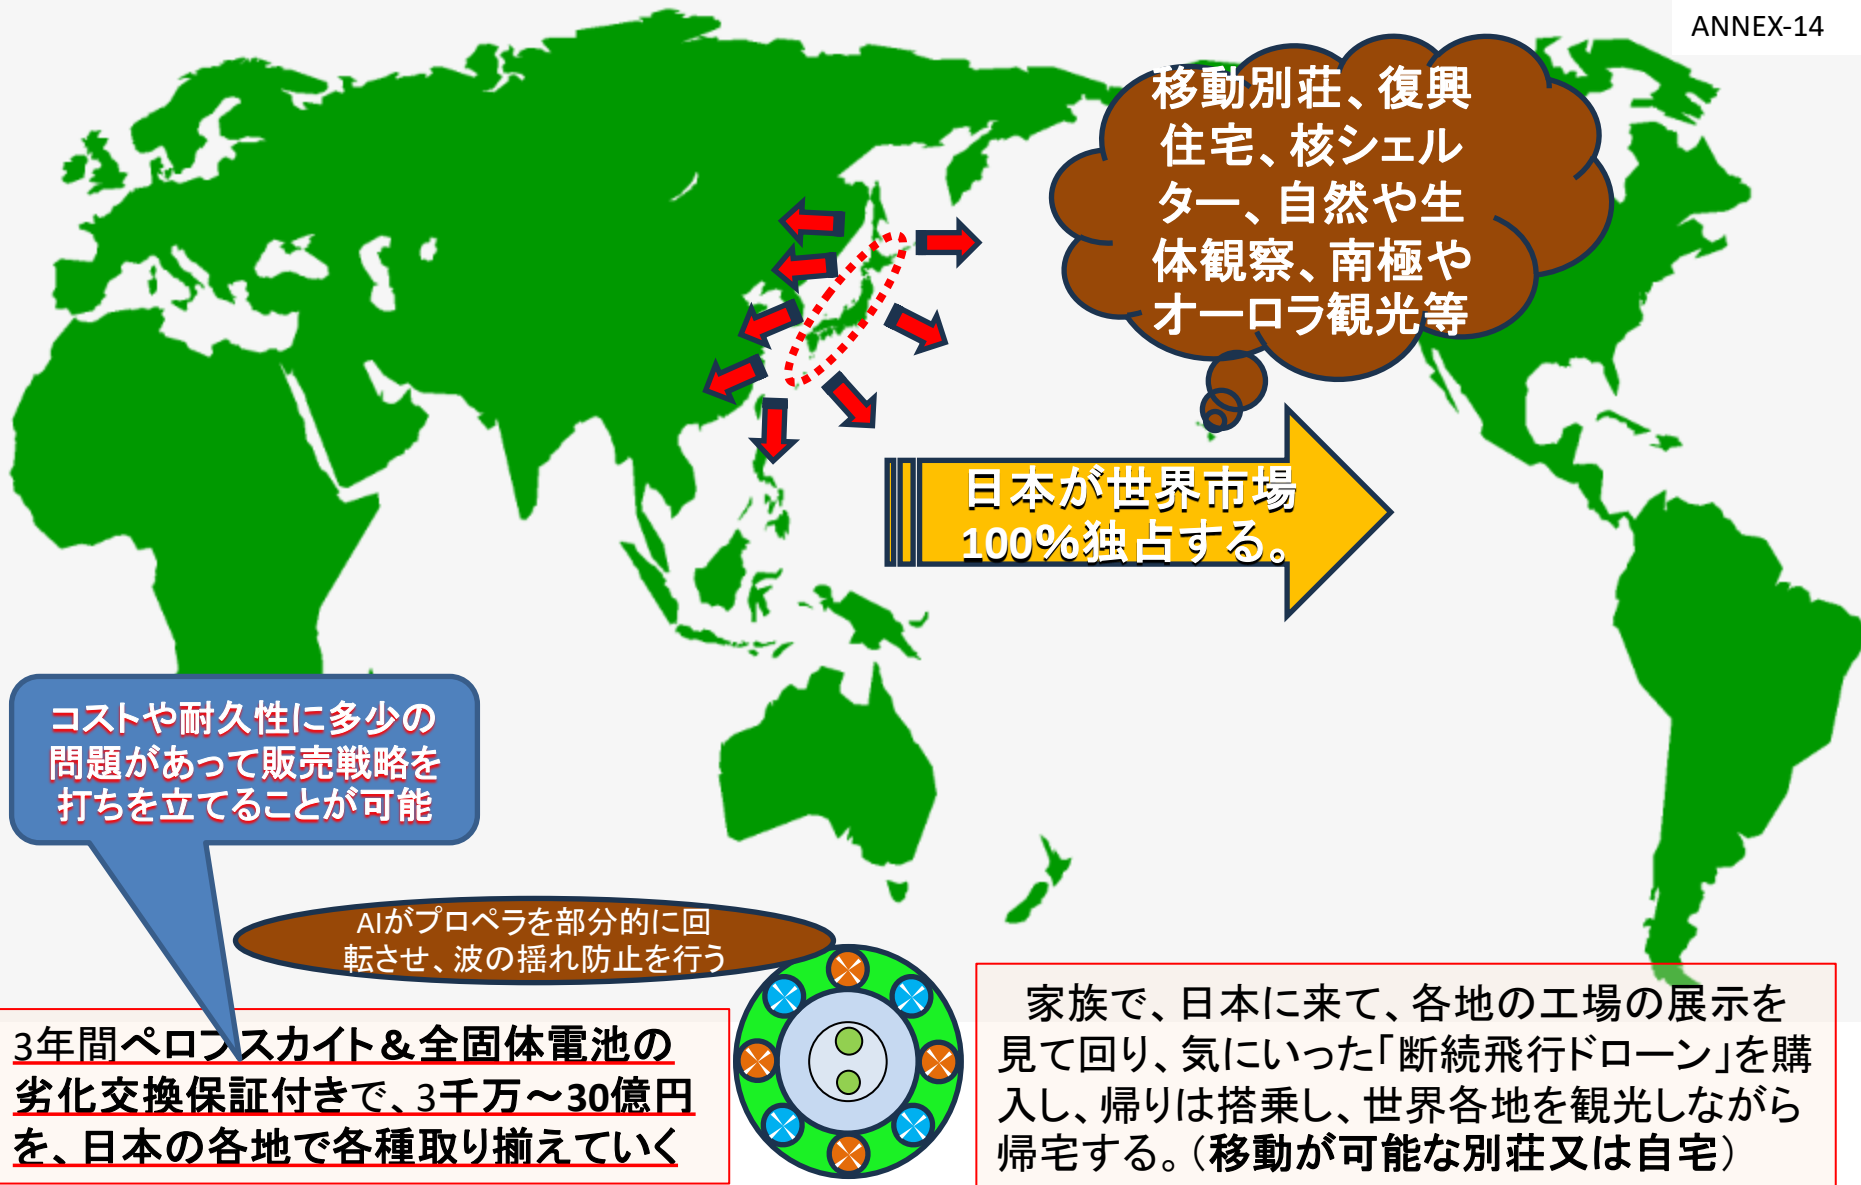 ANNEX-14
移動別荘、復興
住宅、核シェル
ター、自然や生
体観察、南極や
オーロラ観光等
日本が世界市場
100%独占する。
コストや耐久性に多少の
問題があって販売戦略を
打ちを立てることが可能
AIがプロペラを部分的に回
転させ、波の揺れ防止を行う
3年間ペロブスカイト&全固体電池の
劣化交換保証付きで、3千万~30億円
を、日本の各地で各種取り揃えていく
家族で、日本に来て、各地の工場の展示を
見て回り、気にいった「断続飛行ドローン」を購
入し、帰りは搭乗し、世界各地を観光しながら
帰宅する。(移動が可能な別荘又は自宅)